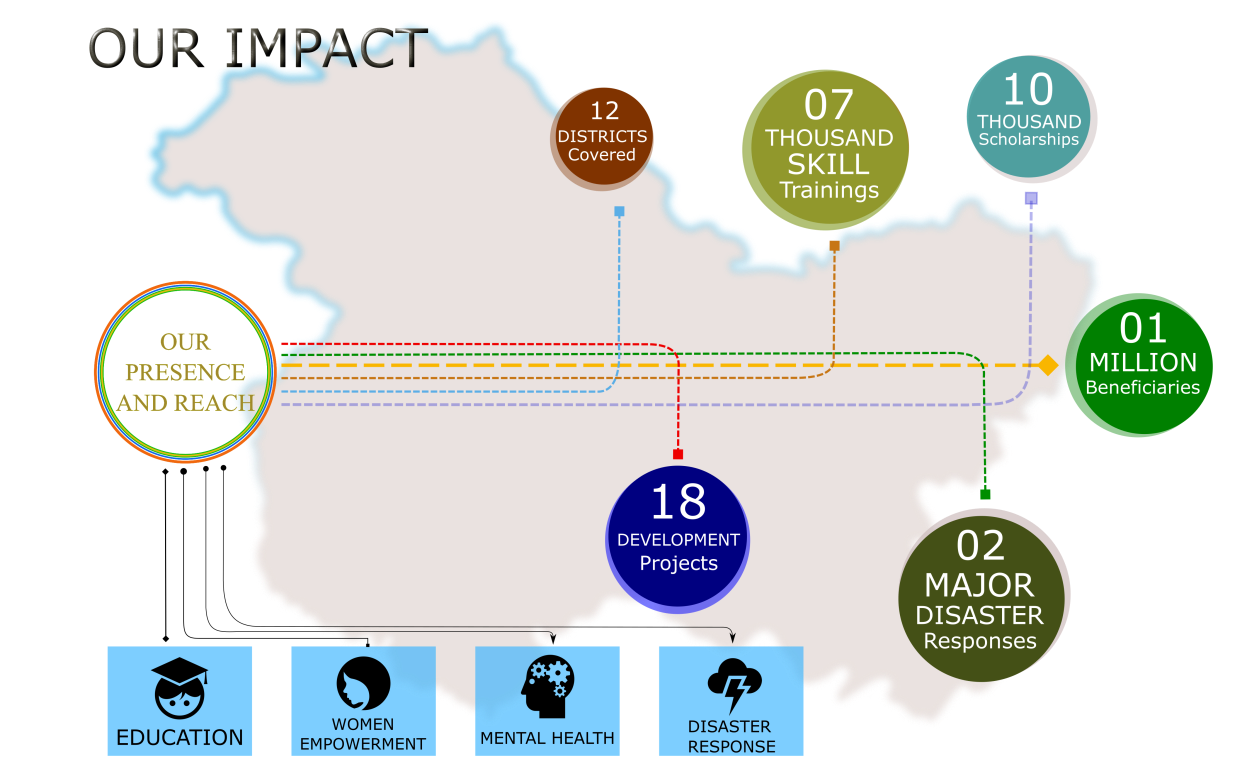 OUR IMPACT
12
DISTRICTS
Covered
07
THOUSAND
SKILL
Trainings
10
THOUSAND
Scholarships
OUR
PRESENCE
AND REACH
01
MILLION
Beneficiaries
18
DEVELOPMENT
Projects
02
MAJOR
DISASTER
Responses
EDUCATION
WOMEN
EMPOWERMENT
MENTAL HEALTH
DISASTER
RESPONSE